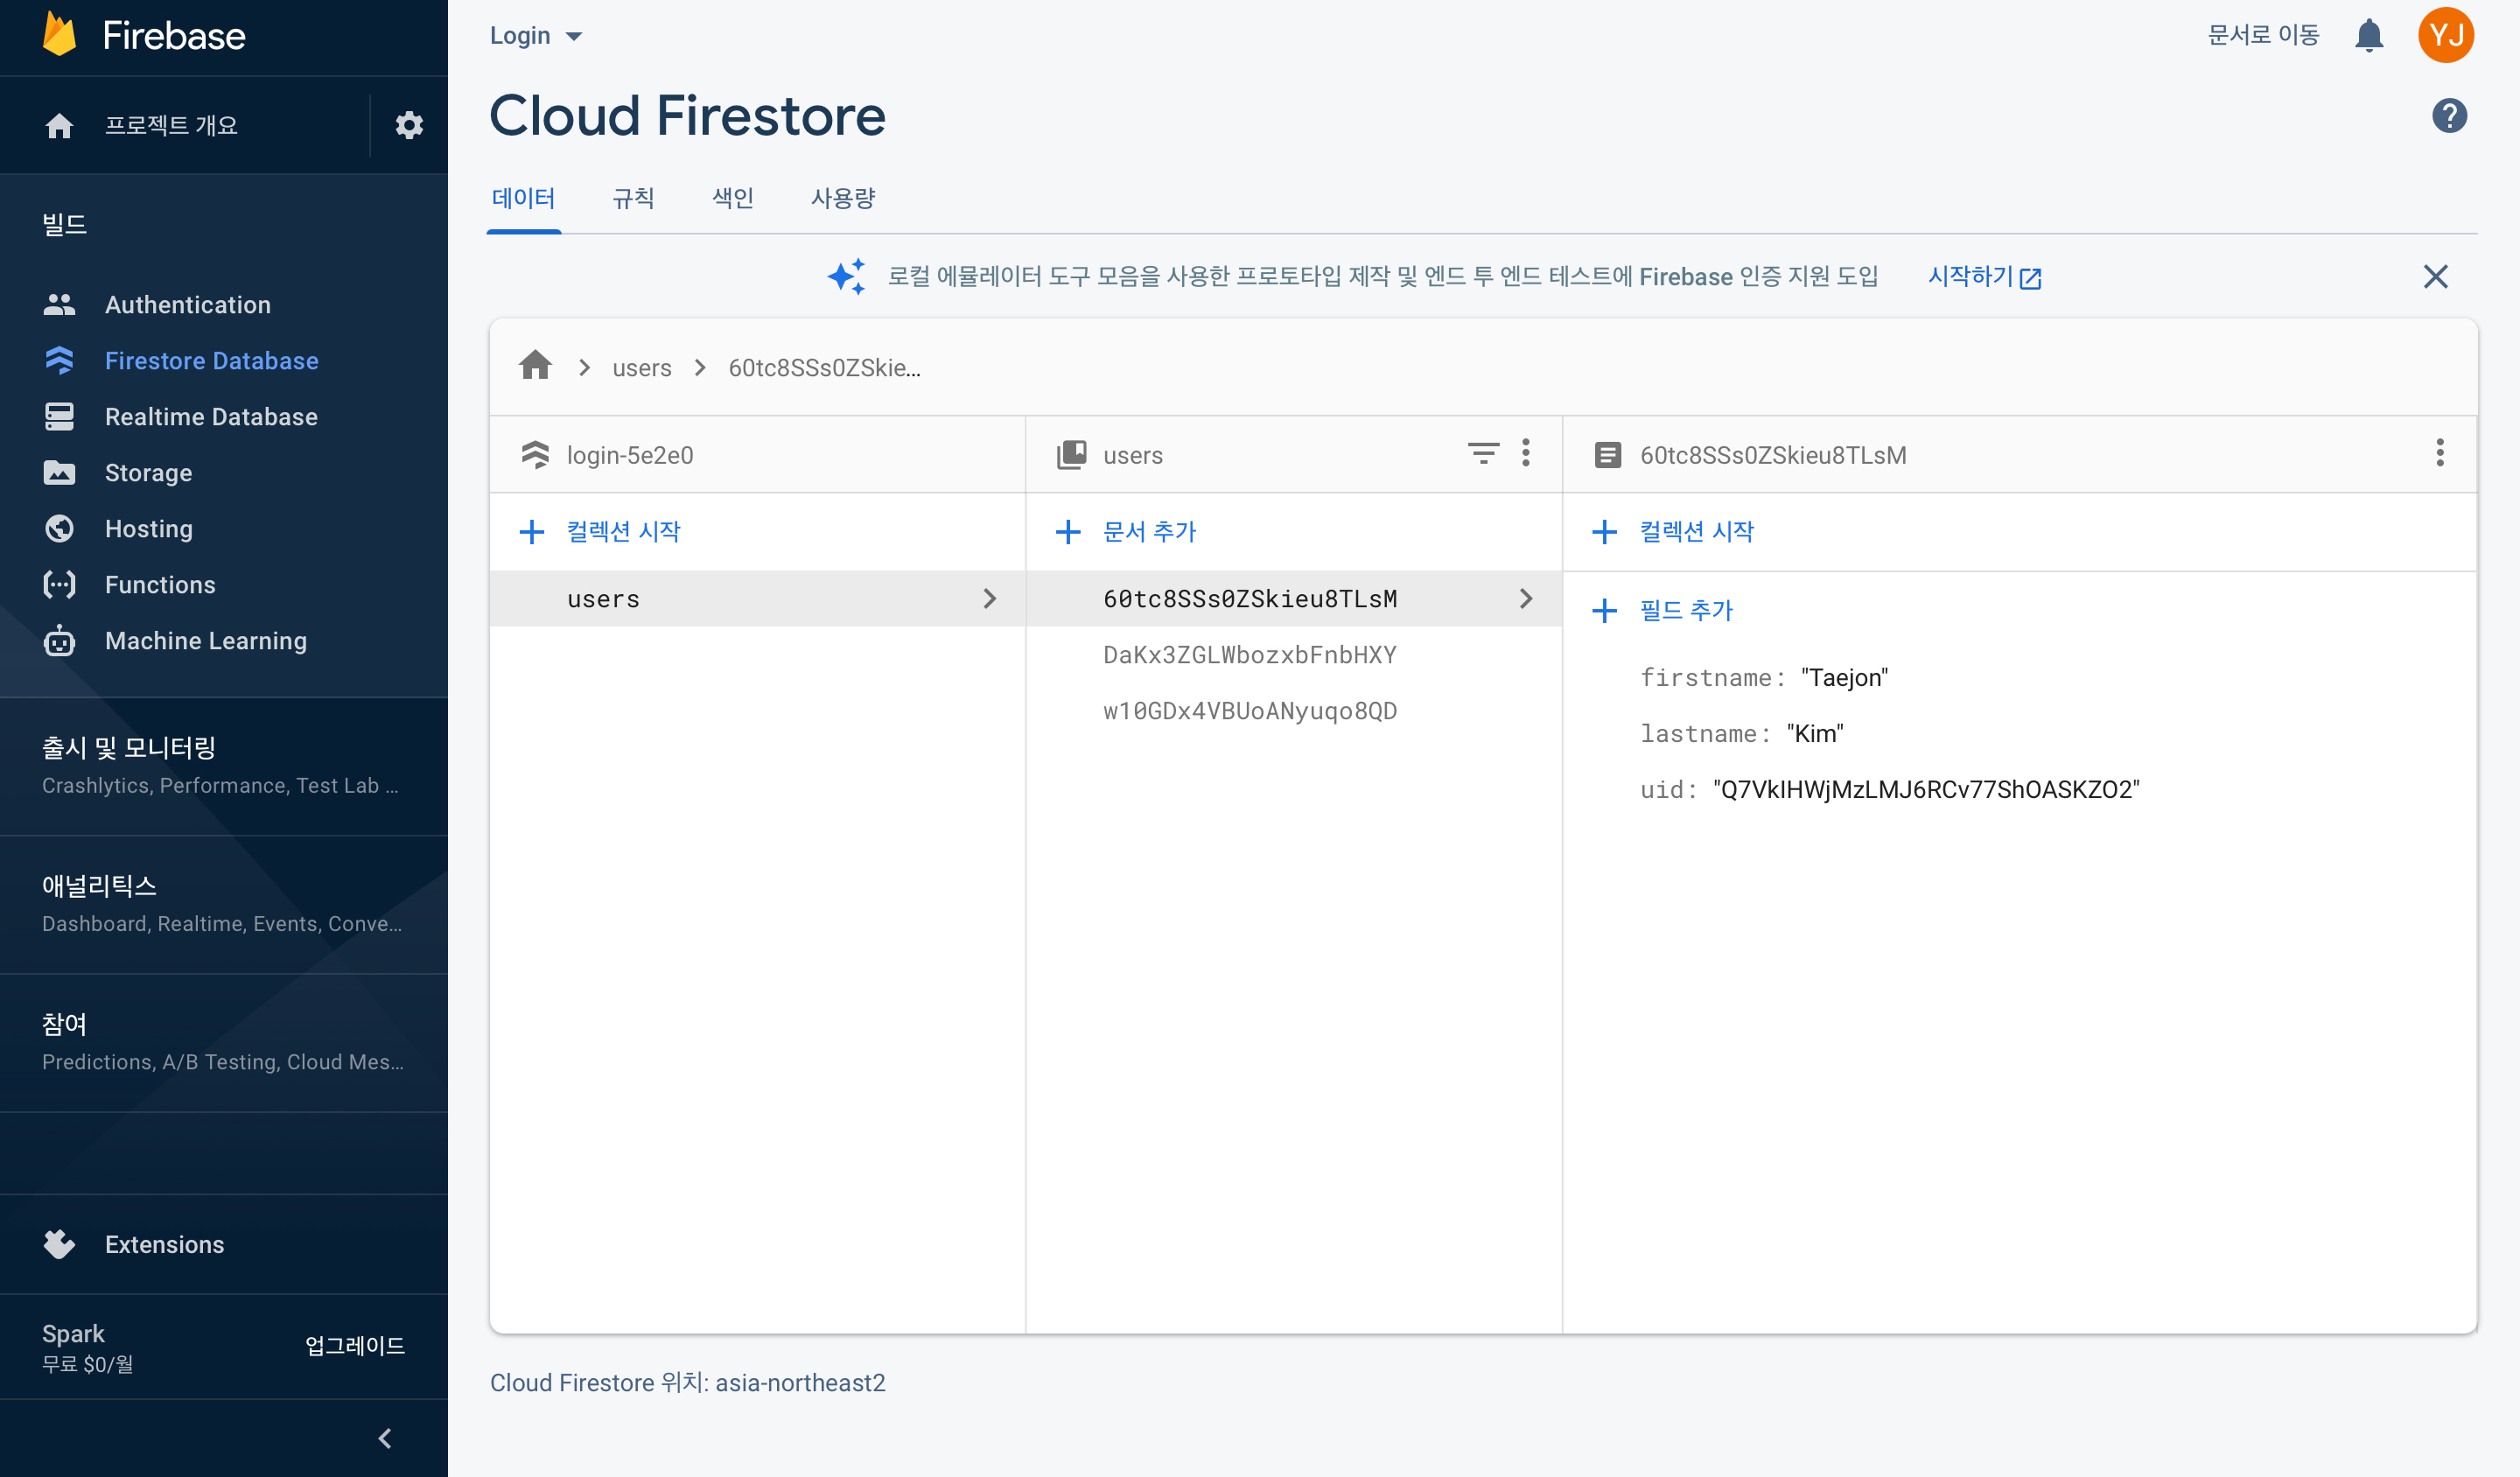 Firebase
프로젝트 개요
빌드
Authentication
Firestore Database
Realtime Database
Storage
Hosting
Functions
Machine Learning
출시 및 모니터링
Crashlytics, Performance, Test Lab ...
애널리틱스
Dashboard, Realtime, Events, Conve...
참여
Predictions, A/B Testing, Cloud Mes...
Extensions
Spark
무료 $0/월
업그레이드
Login
문서로 이동
YJ
Cloud Firestore
데이터 규칙 색인 사용량
로컬 에뮬레이터 도구 모음을 사용한 프로토타입 제작 및 엔드 투 엔드 테스트에 Firebase 인증 지원 도입 시작하기
users 60tc8SSs0ZSkie...
login-5e2e0
컬렉션 시작
users
users
문서 추가
60tc8SSs0ZSkieu8TLsM
DaKx3ZGLWbozxbFnbHXY
w10GDx4VBUoANyuqo8QD
60tc8SSs0ZSkieu8TLsM
컬렉션 시작
필드 추가
firstname: "Taejon"
lastname: "Kim"
uid: "Q7VkIHWjMzLMJ6RCv77ShOASKZO2"
Cloud Firestore 위치: asia-northeast2